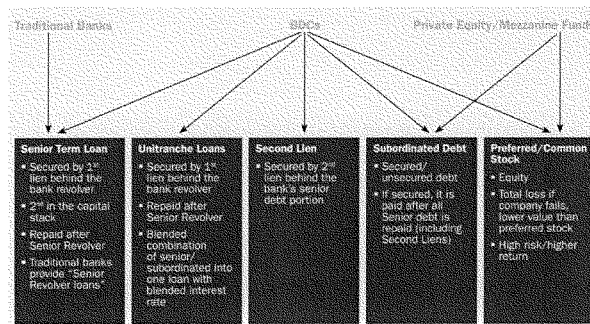 Traditional Banks
BDCs
Private Equity/Mezzanine Fund
Senior Term Loan
▪ Secured by 1st
lien behind the
bank revolver
▪ 2nd in the capital
stack
▪ Repaid after
Senior Revolver
▪ Traditional banks
provide "Senior
Revolver loans"
Unitranche Loans
▪ Secured by 1st
lien behind the
bank revolver
▪ Repaid after
Senior Revolver
▪ Blended
combination
of senior/
subordinated into
one loan with
blended interest
rate
Second Lien
▪ Secured by 2nd
lien behind the
bank's senior
debt portion
Subordinated Debt
▪ Secured/
unsecured debt
▪ If secured, it is
paid after all
Senior debt is
repaid (including
Second Liens)
Preferred/Common
Stock
▪ Equity
▪ Total loss if
company fails,
lower value than
preferred stock
▪ High risk/higher
return